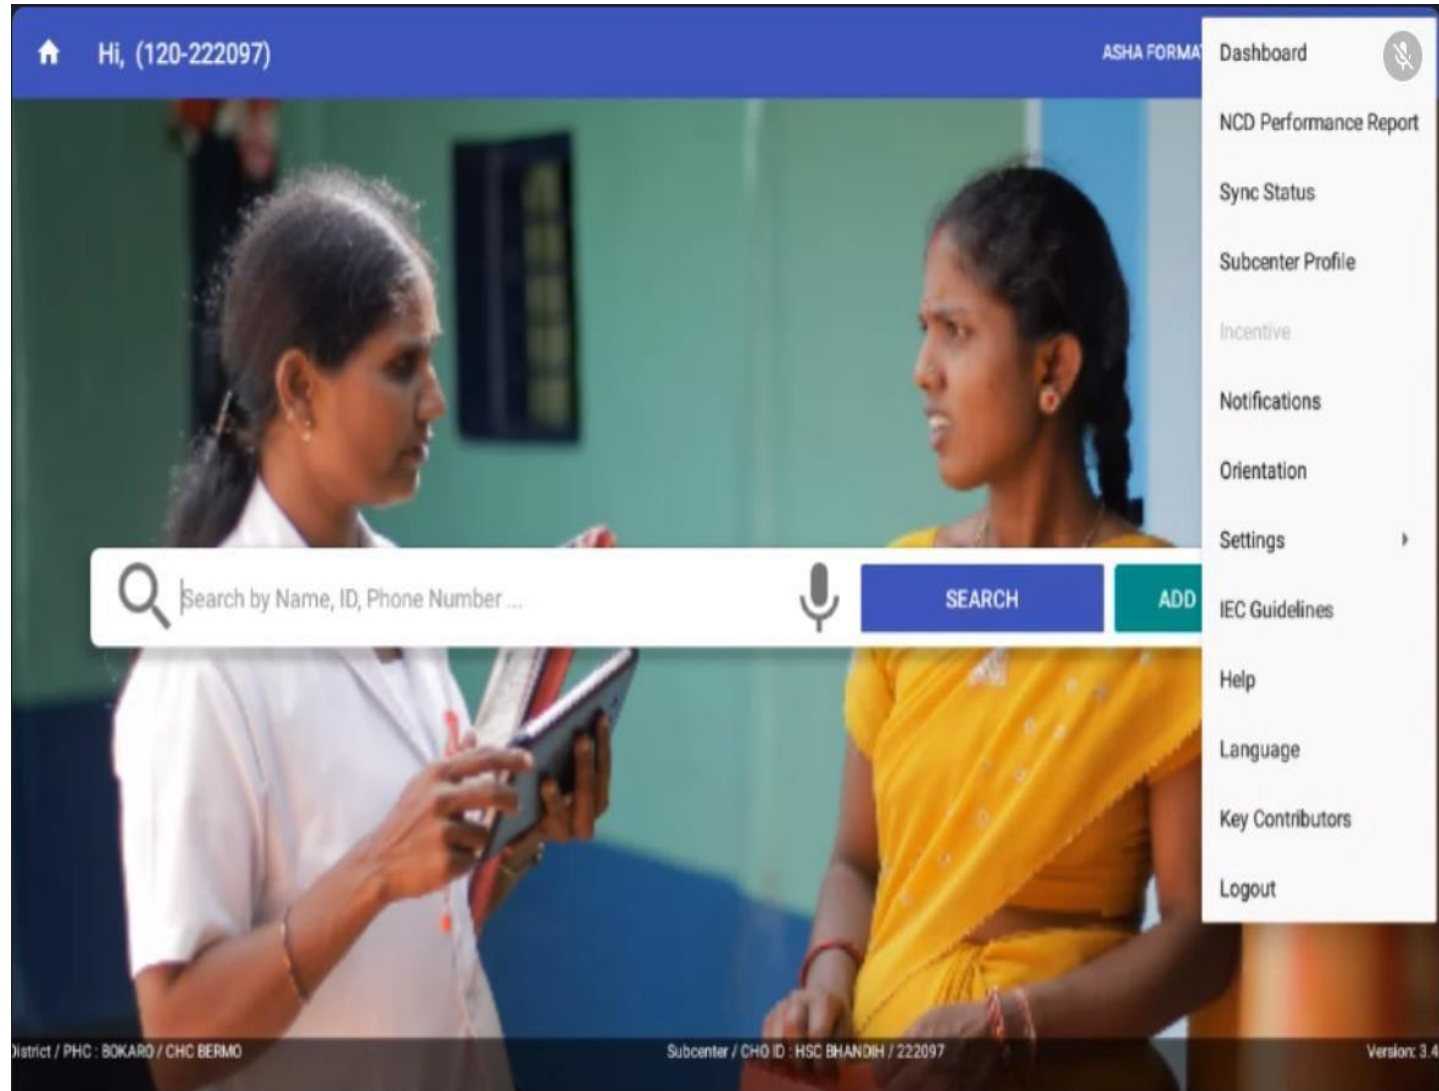 Hi, (120-222097)
ASHA FORMAT
Dashboard
NCD Performance Report
Sync Status
Subcenter Profile
Incentive
Notifications
Orientation
Settings
IEC Guidelines
Help
Language
Key Contributors
Logout
Search by Name, ID, Phone Number ...
SEARCH
ADD
District / PHC : BOKARO / CHC BERMO
Subcenter / CHO ID : HSC BHANDIH / 222097
Version: 3.4